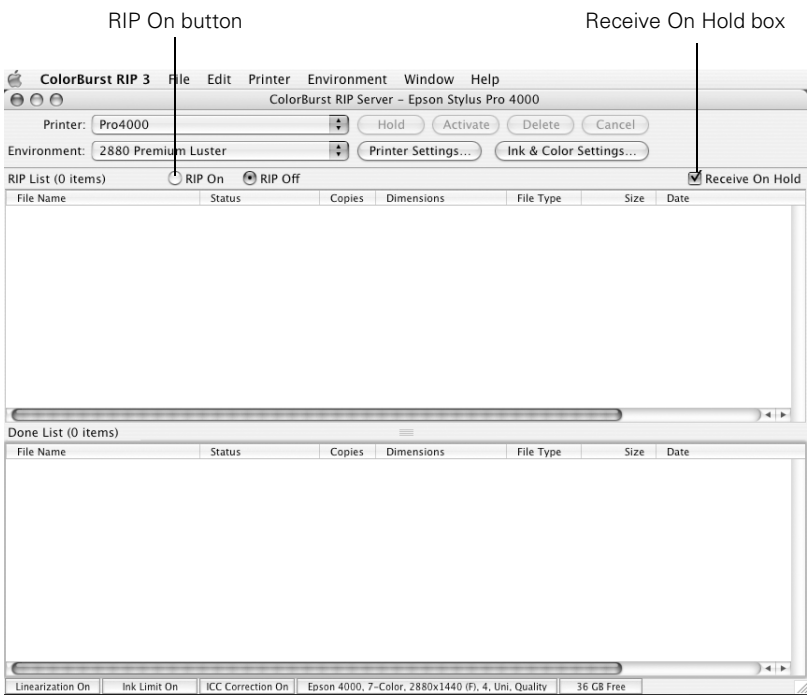 RIP On button Receive On Hold box
ColorBurst RIP 3 File Edit Printer Environment Window Help
ColorBurst RIP Server – Epson Stylus Pro 4000
Printer: Pro4000 Hold Activate Delete Cancel
Environment: 2880 Premium Luster Printer Settings... Ink & Color Settings...
RIP List (0 items) RIP On RIP Off Receive On Hold
File Name Status Copies Dimensions File Type Size Date
Done List (0 items)
File Name Status Copies Dimensions File Type Size Date
Linearization On Ink Limit On ICC Correction On Epson 4000, 7-Color, 2880x1440 (F), 4, Uni, Quality 36 GB Free